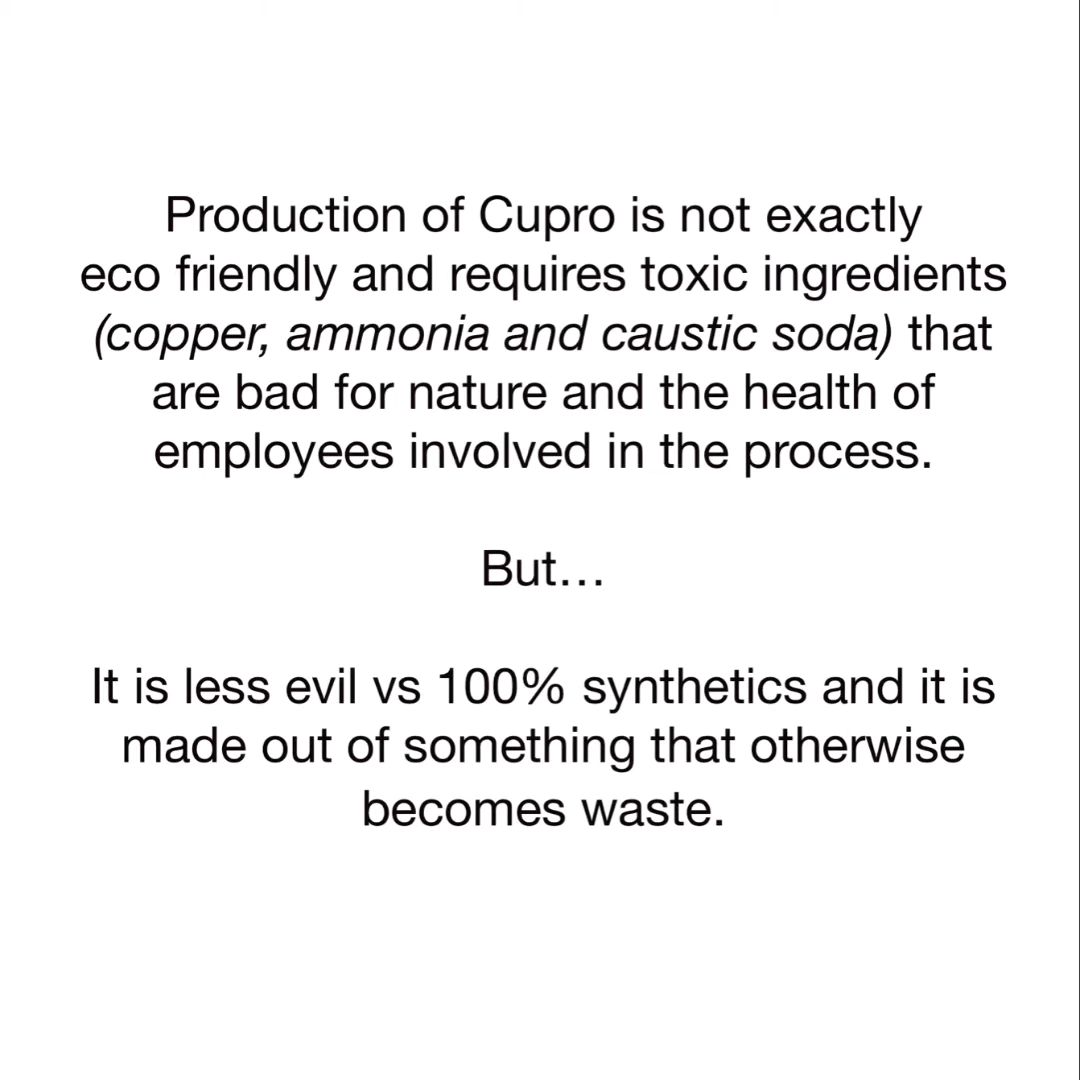 Production of Cupro is not exactly
eco friendly and requires toxic ingredients
(copper, ammonia and caustic soda) that
are bad for nature and the health of
employees involved in the process.
But...
It is less evil vs 100% synthetics and it is
made out of something that otherwise
becomes waste.